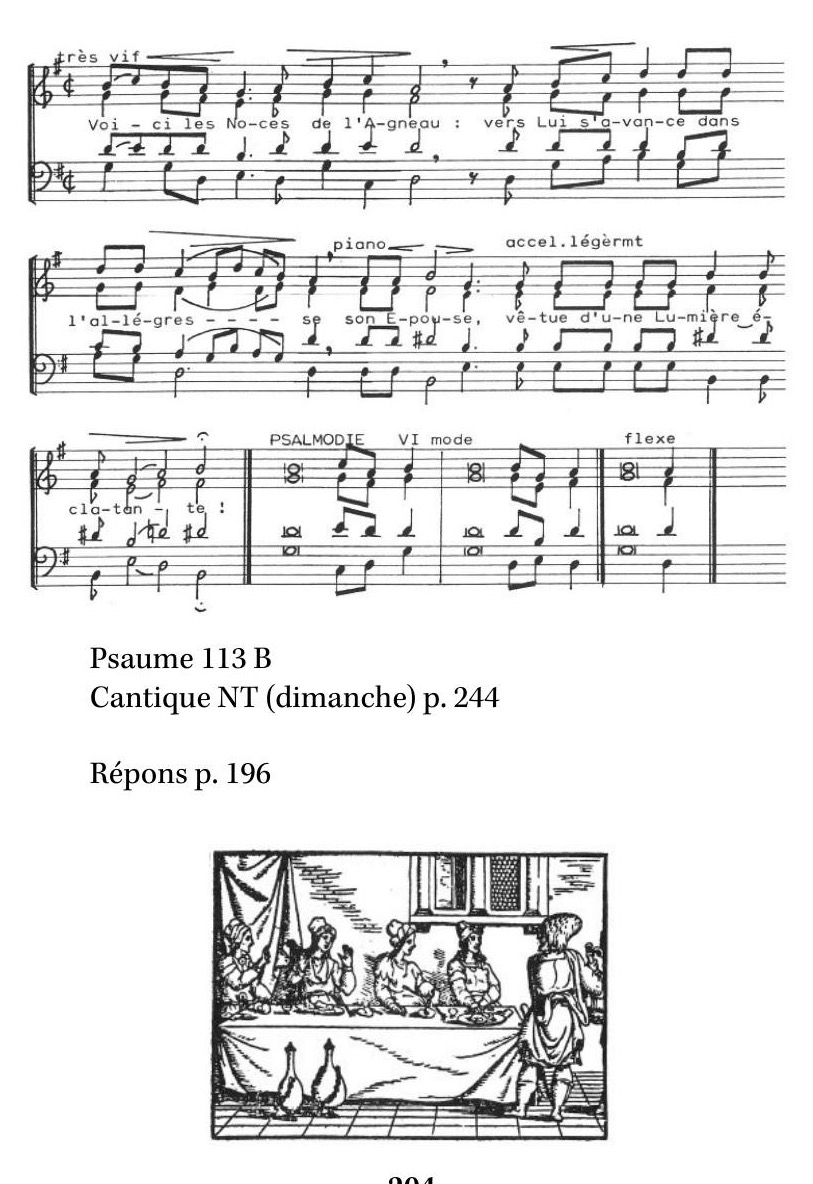 très vif
Voi - ci les No-ces de l'A-gneau : vers Lui s'a-van-ce dans
piano accel.légèrmt
l'al-lé-gres - - - - se son E-pou-se, vê-tue d'u-ne Lu-mière é-
PSALMODIE VI mode flexe
cla-tan - te !
Psaume 113 B
Cantique NT (dimanche) p. 244
Répons p. 196